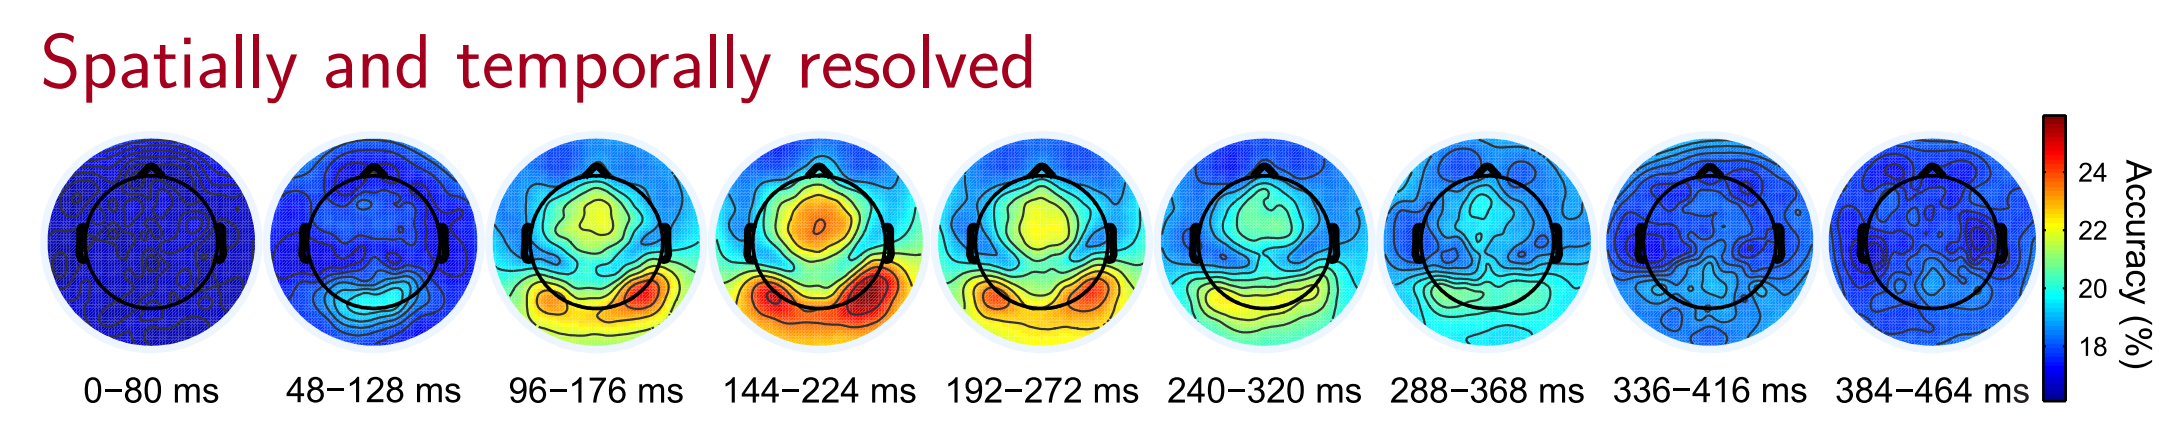 Spatially and temporally resolved
0−80 ms
48−128 ms
96−176 ms
144−224 ms
192−272 ms
240−320 ms
288−368 ms
336−416 ms
384−464 ms
24
22
20
18
Accuracy (%)